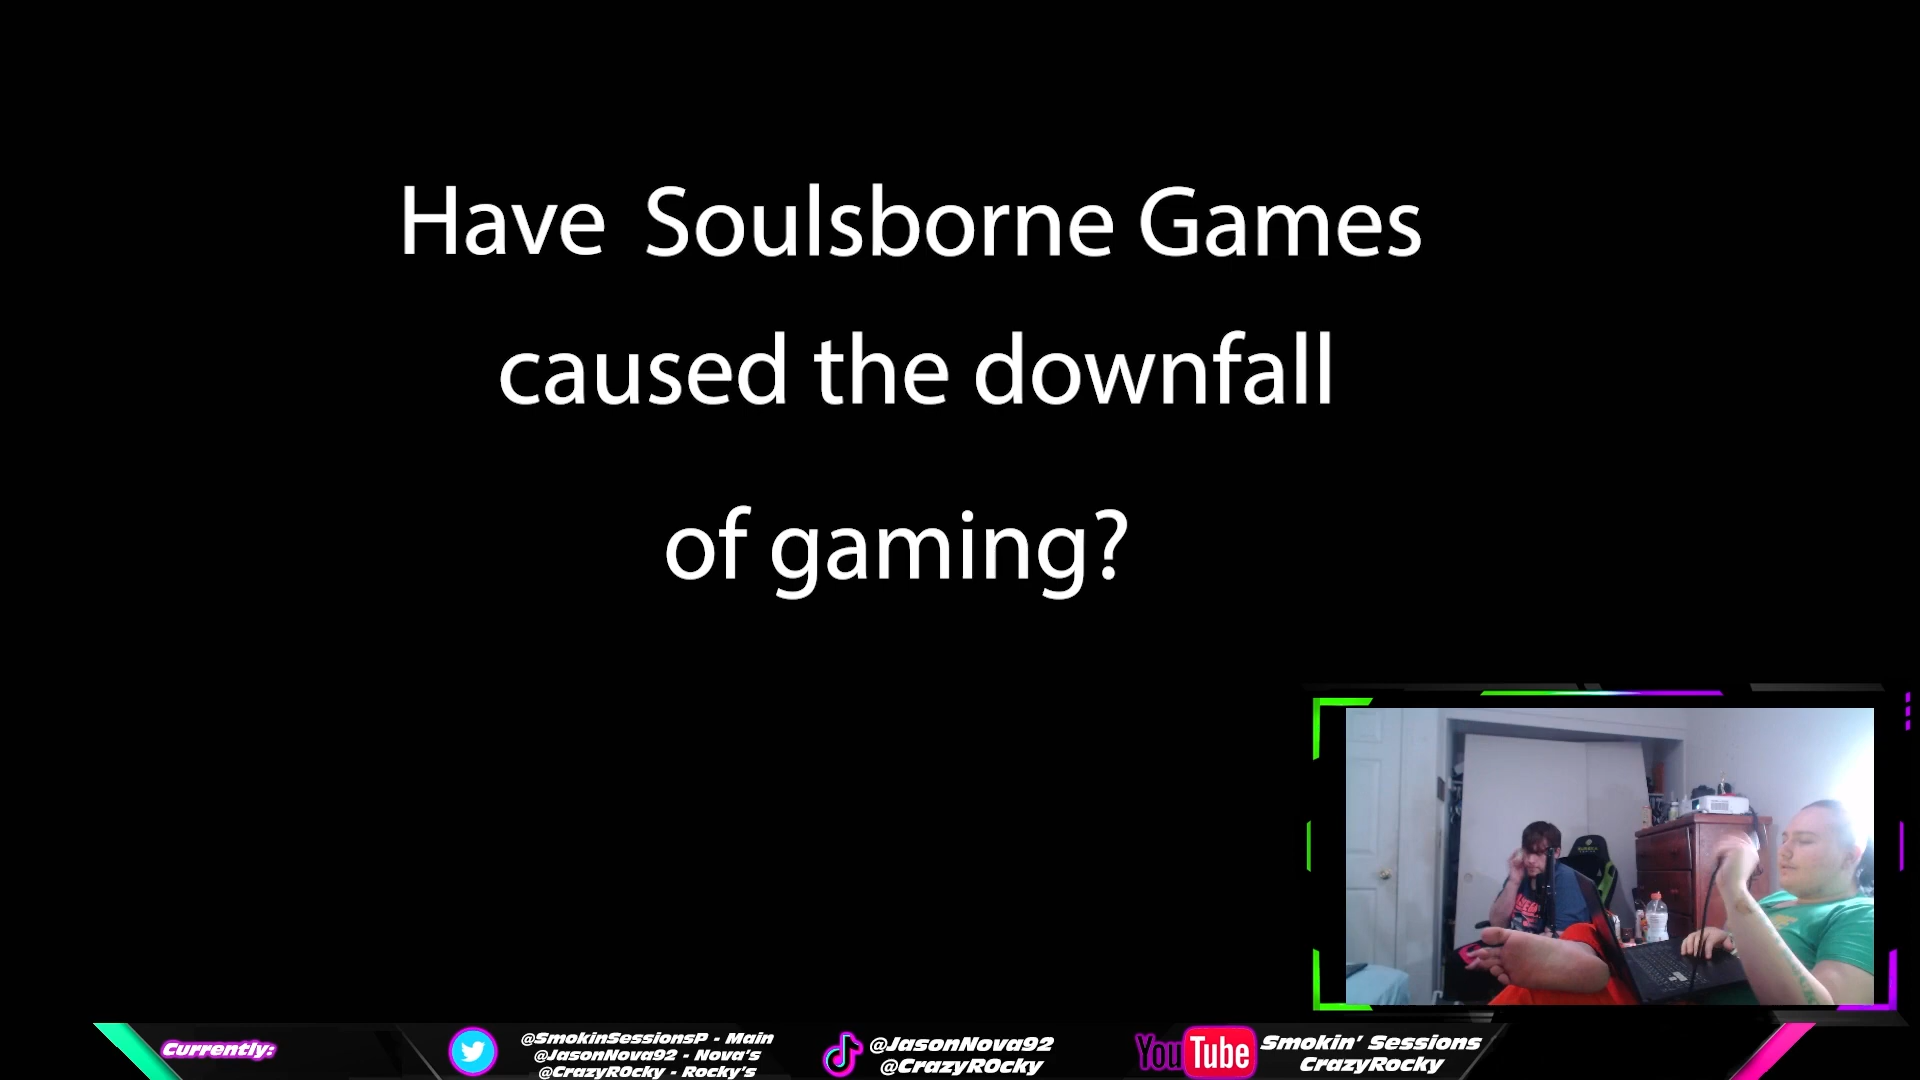 Have Soulsborne Games
caused the downfall
of gaming?
Currently:
@SmokinSessionsP - Main
@JasonNova92 - Nova's
@CrazyR0cky - Rocky's
@JasonNova92
@CrazyR0cky
YouTube
Smokin' Sessions
CrazyRocky